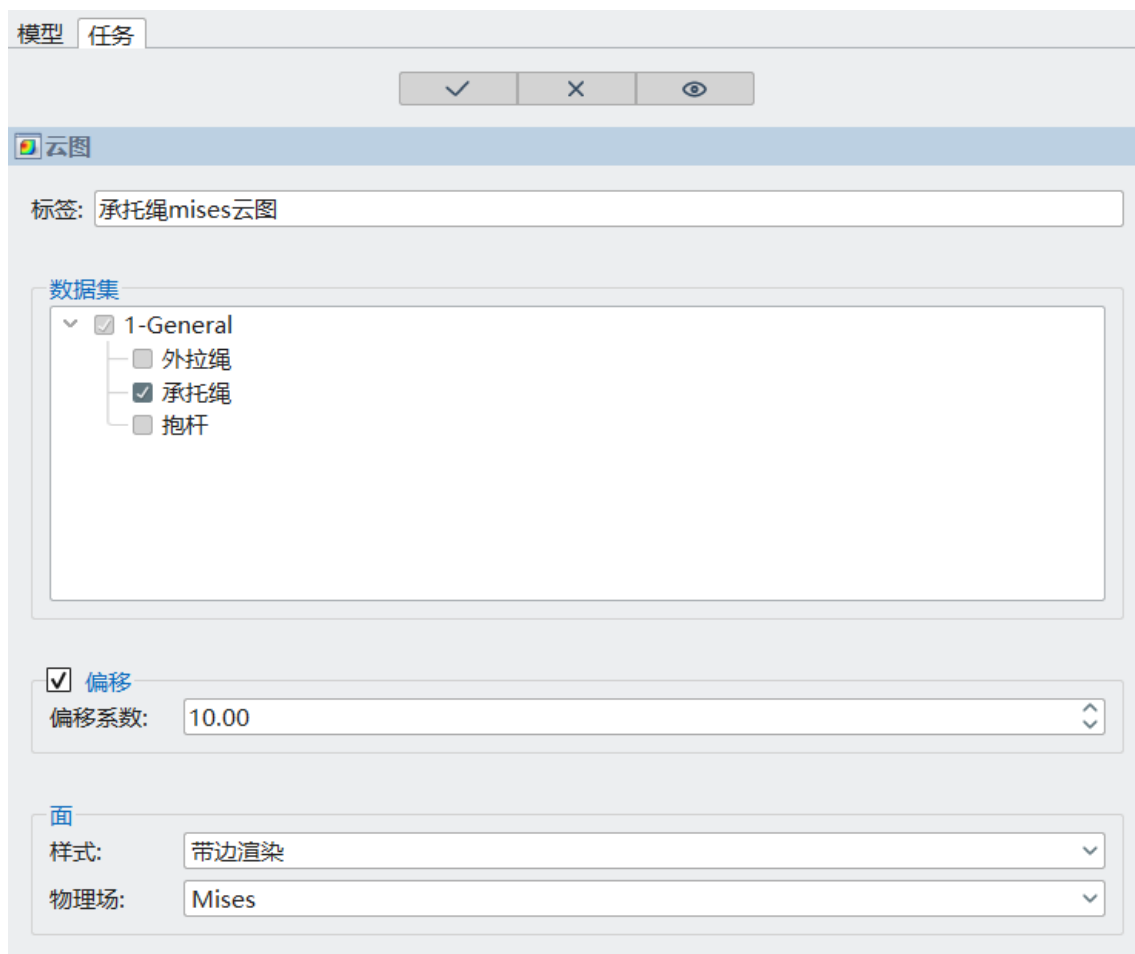 模型 任务
云图
标签: 承托绳mises云图
数据集
1-General
外拉绳
承托绳
抱杆
偏移
偏移系数: 10.00
面
样式: 带边渲染
物理场: Mises